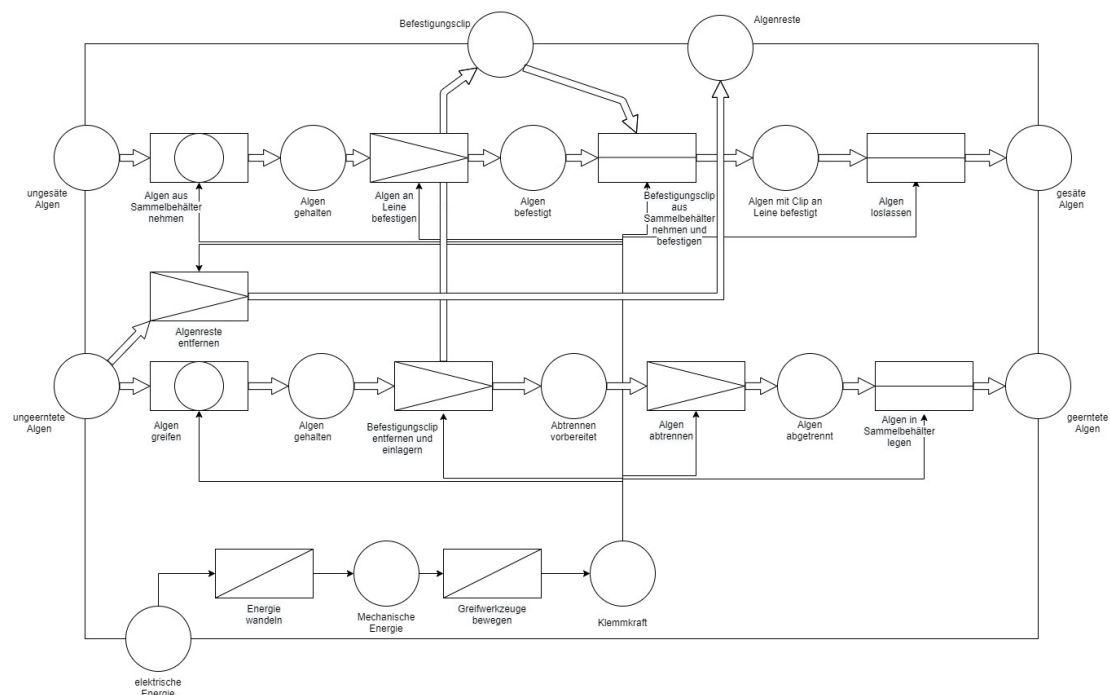 Befestigungsclip
Algenreste
ungesäte
Algen
Algen aus
Sammelbehälter
nehmen
Algen
gehalten
Algen an
Leine
befestigen
Algen
befestigt
Befestigungsclip
aus
Sammelbehälter
nehmen und
befestigen
Algen mit Clip an
Leine befestigt
Algen
loslassen
gesäte
Algen
Algenreste
entfernen
ungeerntete
Algen
Algen
greifen
Algen
gehalten
Befestigungsclip
entfernen und
einlagern
Abtrennen
vorbereitet
Algen
abtrennen
Algen
abgetrennt
Algen in
Sammelbehälter
legen
geerntete
Algen
Energie
wandeln
Mechanische
Energie
Greifwerkzeuge
bewegen
Klemmkraft
elektrische
Energie